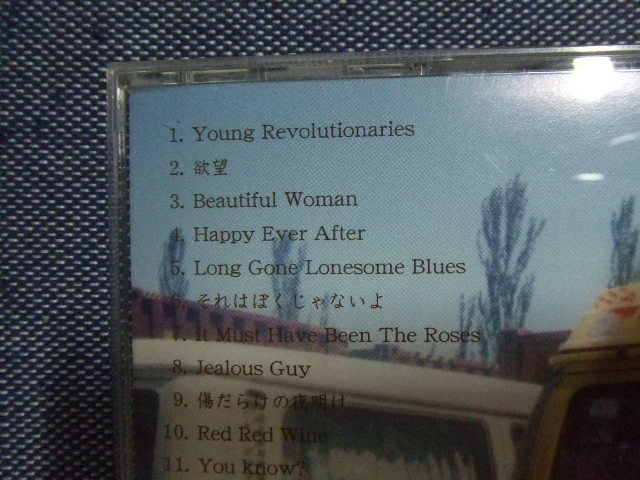 1. Young Revolutionaries
2. 欲望
3. Beautiful Woman
4. Happy Ever After
5. Long Gone Lonesome Blues
6. それはぼくじゃないよ
7. It Must Have Been The Roses
8. Jealous Guy
9. 傷だらけの夜明け
10. Red Red Wine
11. You know?